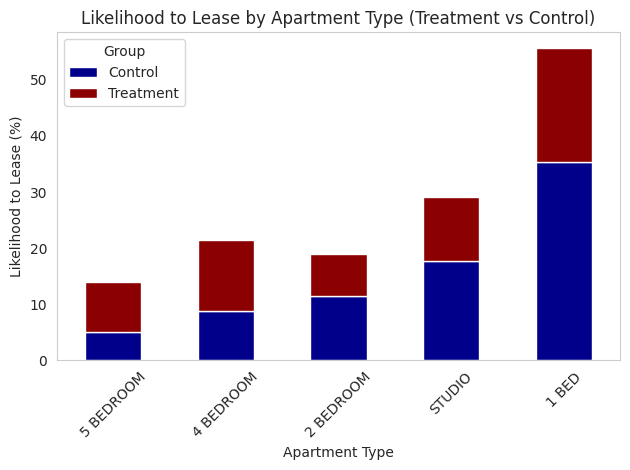 Likelihood to Lease by Apartment Type (Treatment vs Control)
Group
Control
Treatment
Likelihood to Lease (%)
50
40
30
20
10
0
5 BEDROOM
4 BEDROOM
2 BEDROOM
STUDIO
1 BED
Apartment Type